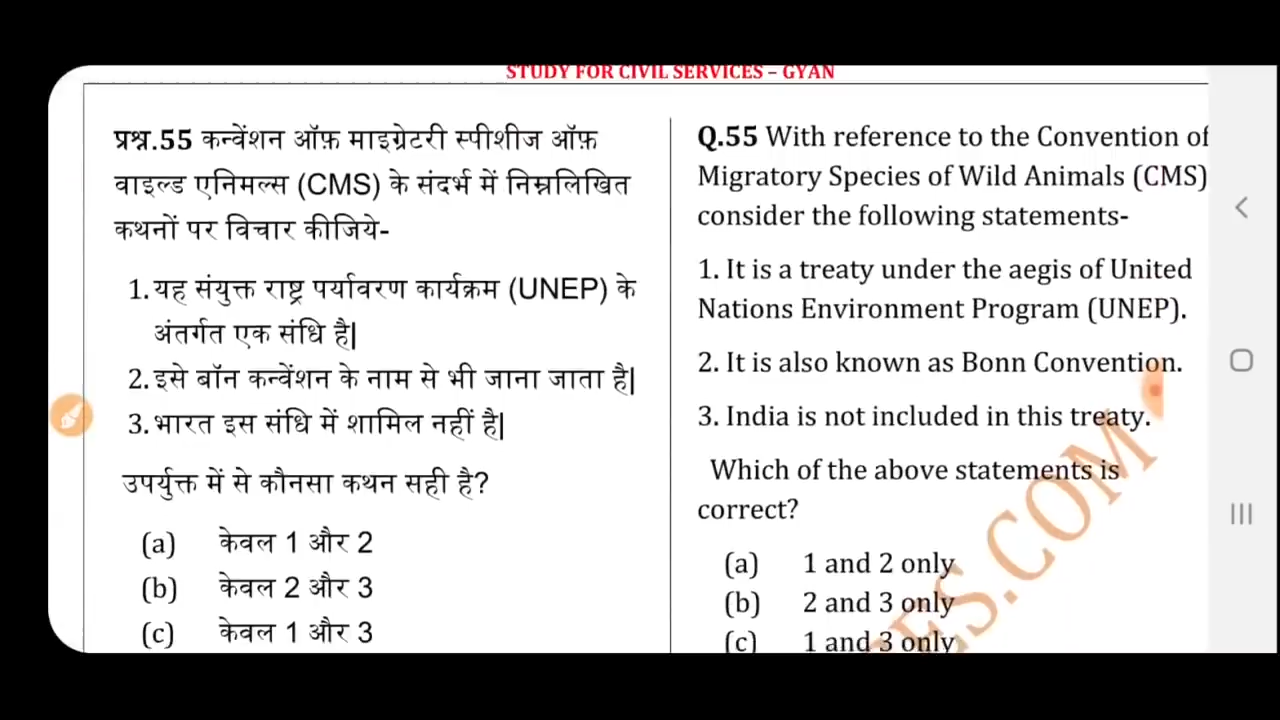 STUDY FOR CIVIL SERVICES – GYAN
प्रश्न.55 कन्वेंशन ऑफ़ माइग्रेटरी स्पीशीज ऑफ़
वाइल्ड एनिमल्स (CMS) के संदर्भ में निम्नलिखित
कथनों पर विचार कीजिये-
1. यह संयुक्त राष्ट्र पर्यावरण कार्यक्रम (UNEP) के
अंतर्गत एक संधि है|
2. इसे बॉन कन्वेंशन के नाम से भी जाना जाता है|
3. भारत इस संधि में शामिल नहीं है|
उपर्युक्त में से कौनसा कथन सही है?
(a) केवल 1 और 2
(b) केवल 2 और 3
(c) केवल 1 और 3
Q.55 With reference to the Convention of
Migratory Species of Wild Animals (CMS)
consider the following statements-
1. It is a treaty under the aegis of United
Nations Environment Program (UNEP).
2. It is also known as Bonn Convention.
3. India is not included in this treaty.
Which of the above statements is
correct?
(a) 1 and 2 only
(b) 2 and 3 only
(c) 1 and 3 only
ES.COM